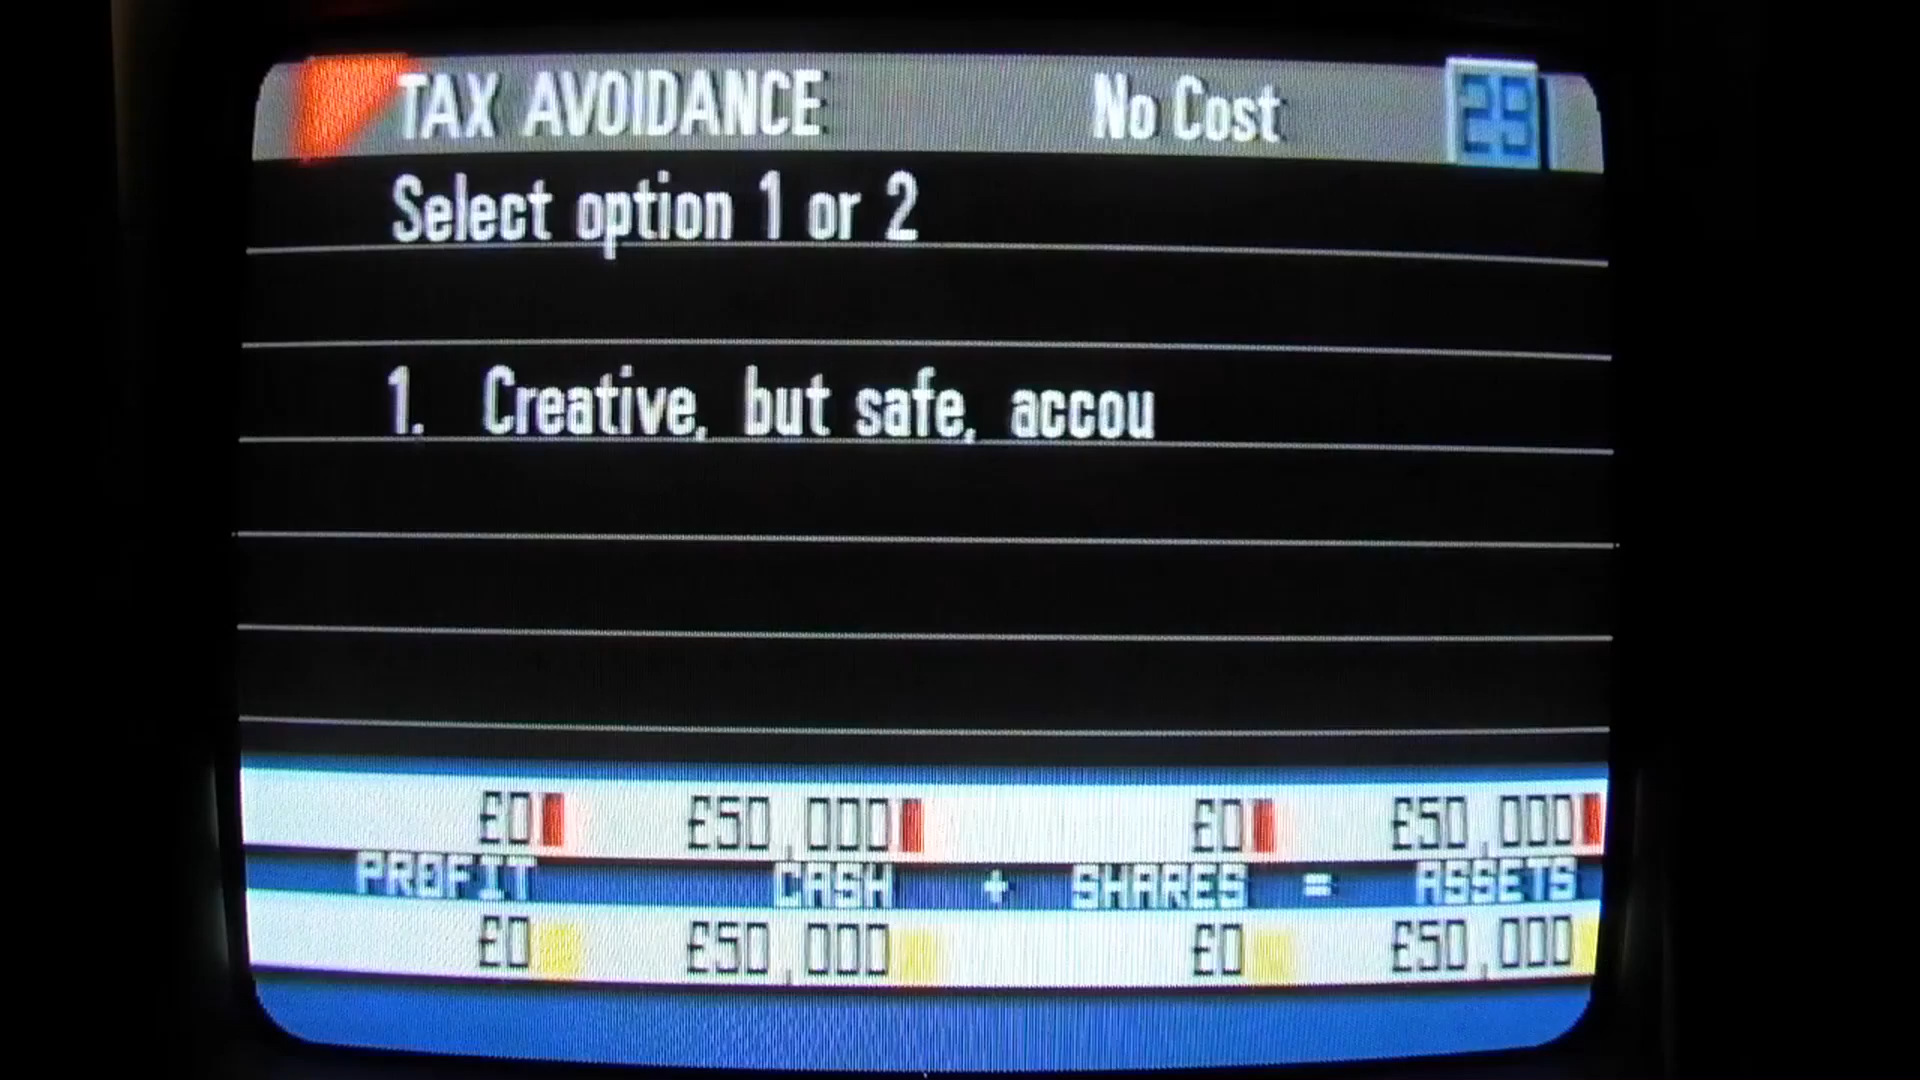 TAX AVOIDANCE No Cost 29
Select option 1 or 2
1. Creative, but safe, accou
£0 £50,000 £0 £50,000
PROFIT CASH + SHARES = ASSETS
£0 £50,000 £0 £50,000